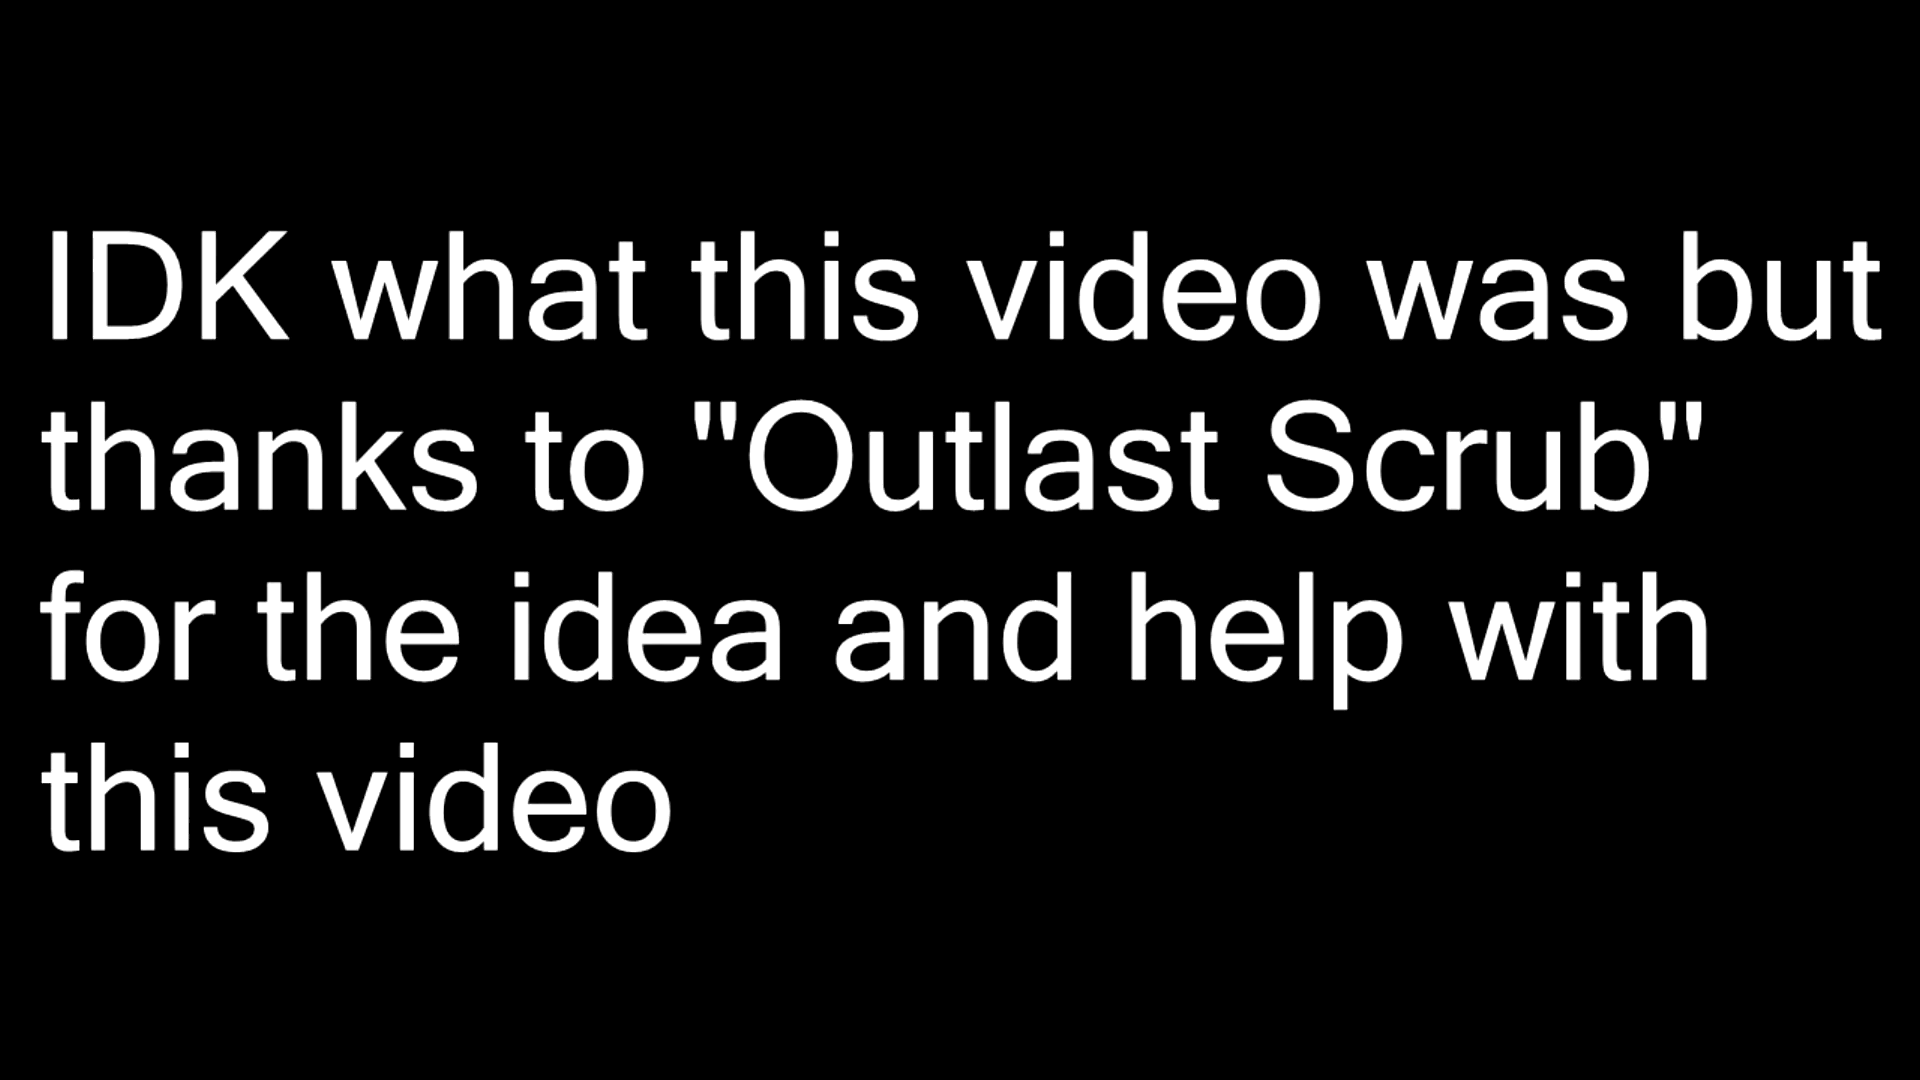 IDK what this video was but
thanks to "Outlast Scrub"
for the idea and help with
this video